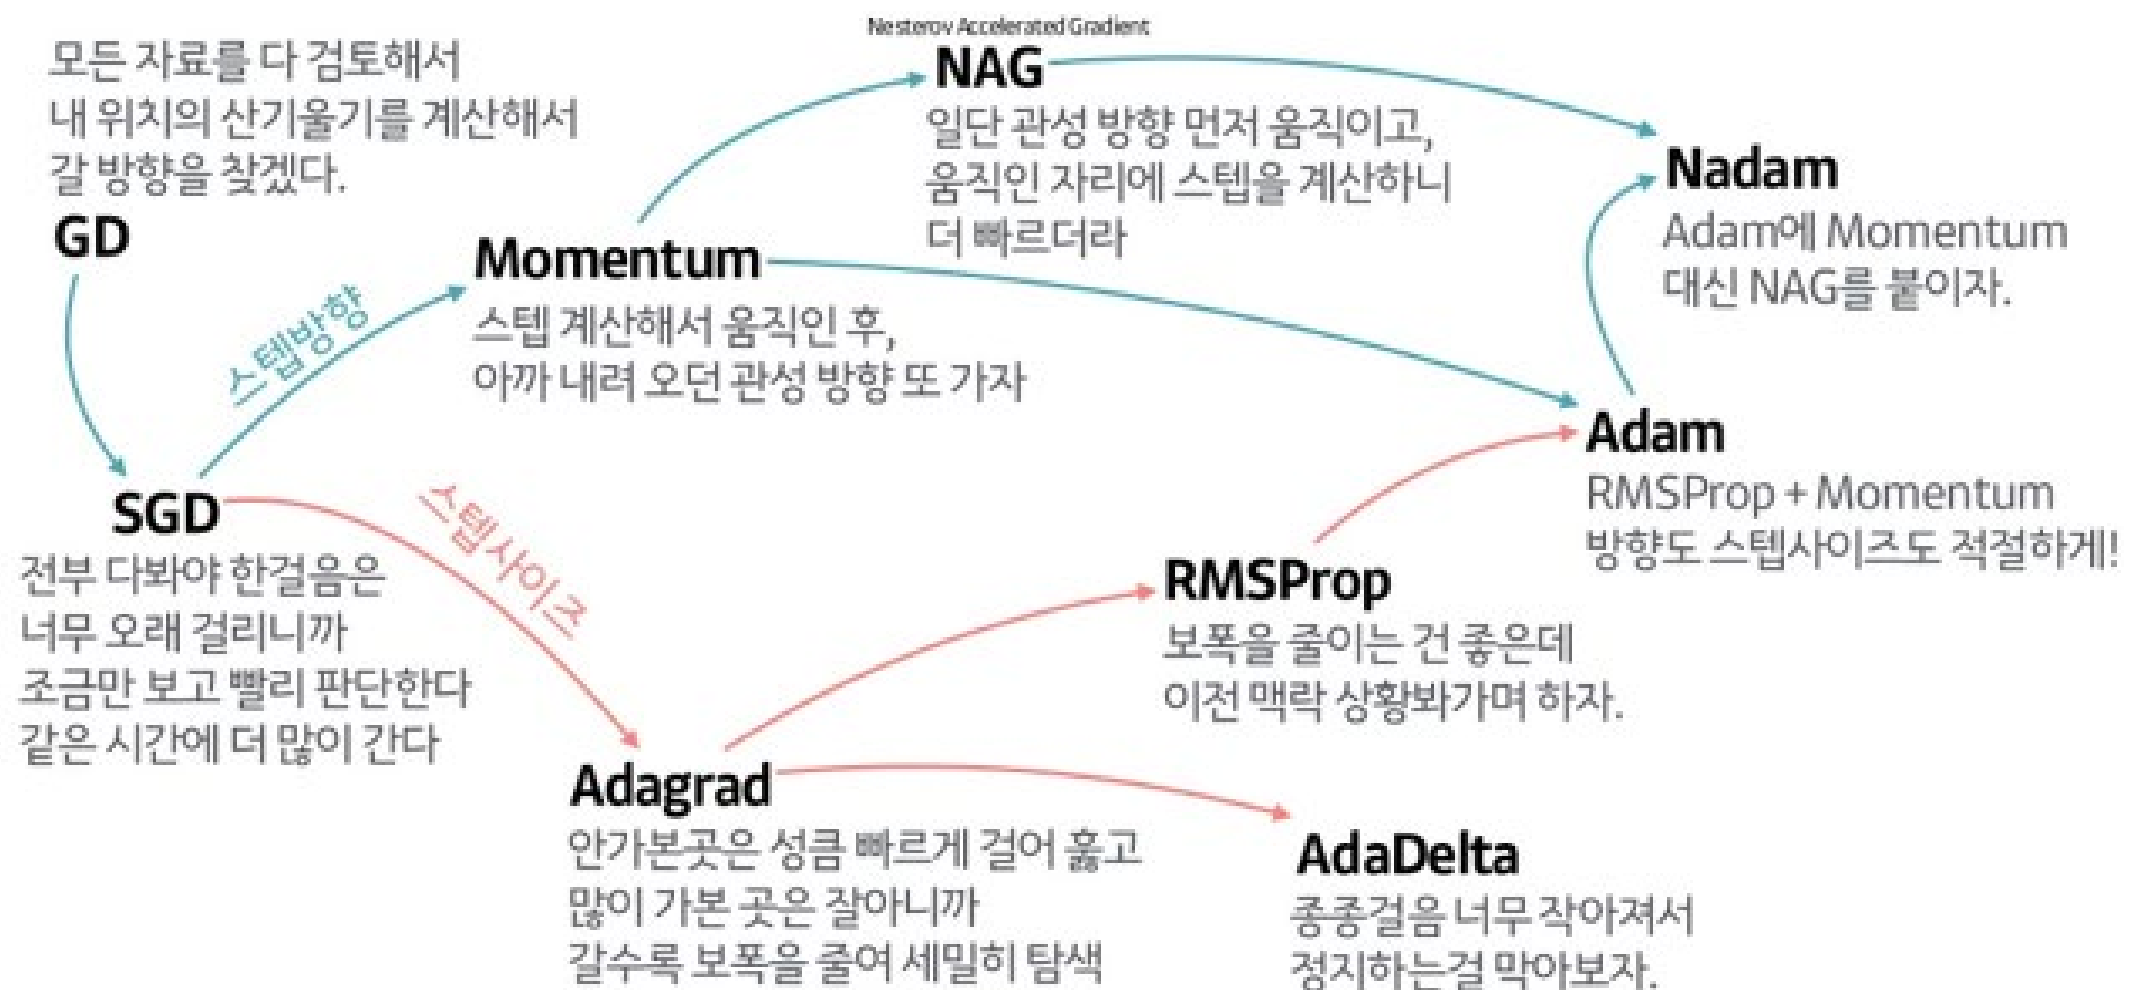 모든 자료를 다 검토해서
내 위치의 산기울기를 계산해서
갈 방향을 찾겠다.
GD
스텝방향
SGD
전부 다봐야 한걸음은
너무 오래 걸리니까
조금만 보고 빨리 판단한다
같은 시간에 더 많이 간다
Momentum
스텝 계산해서 움직인 후,
아까 내려 오던 관성 방향 또 가자
Nesterov Accelerated Gradient
NAG
일단 관성 방향 먼저 움직이고,
움직인 자리에 스텝을 계산하니
더 빠르더라
Nadam
Adam에 Momentum
대신 NAG를 붙이자.
Adam
RMSProp + Momentum
방향도 스텝사이즈도 적절하게!
스텝사이즈
Adagrad
안가본곳은 성큼 빠르게 걸어 훑고
많이 가본 곳은 잘아니까
갈수록 보폭을 줄여 세밀히 탐색
RMSProp
보폭을 줄이는 건 좋은데
이전 맥락 상황봐가며 하자.
AdaDelta
종종걸음 너무 작아져서
정지하는걸 막아보자.